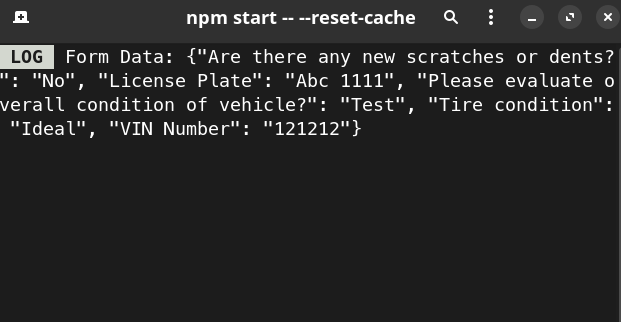 npm start -- --reset-cache
LOG Form Data: {"Are there any new scratches or dents?
": "No", "License Plate": "Abc 1111", "Please evaluate o
verall condition of vehicle?": "Test", "Tire condition":
"Ideal", "VIN Number": "121212"}